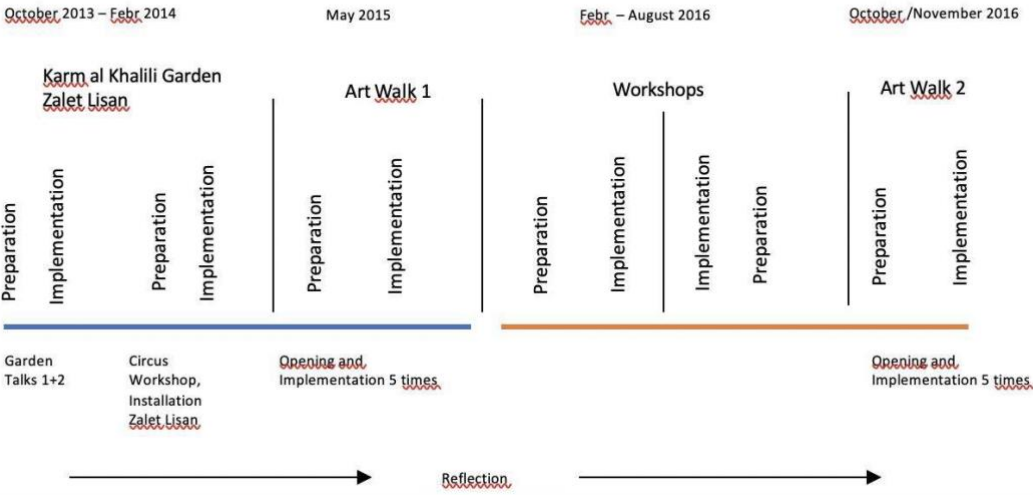 October 2013 – Febr 2014
May 2015
Febr – August 2016
October /November 2016
Karm al Khalili Garden
Zalet Lisan
Art Walk 1
Workshops
Art Walk 2
Preparation
Implementation
Preparation
Implementation
Preparation
Implementation
Preparation
Implementation
Implementation
Preparation
Preparation
Implementation
Garden
Talks 1+2
Circus
Workshop,
Installation
Zalet Lisan
Opening and
Implementation 5 times
Opening and
Implementation 5 times
Reflection